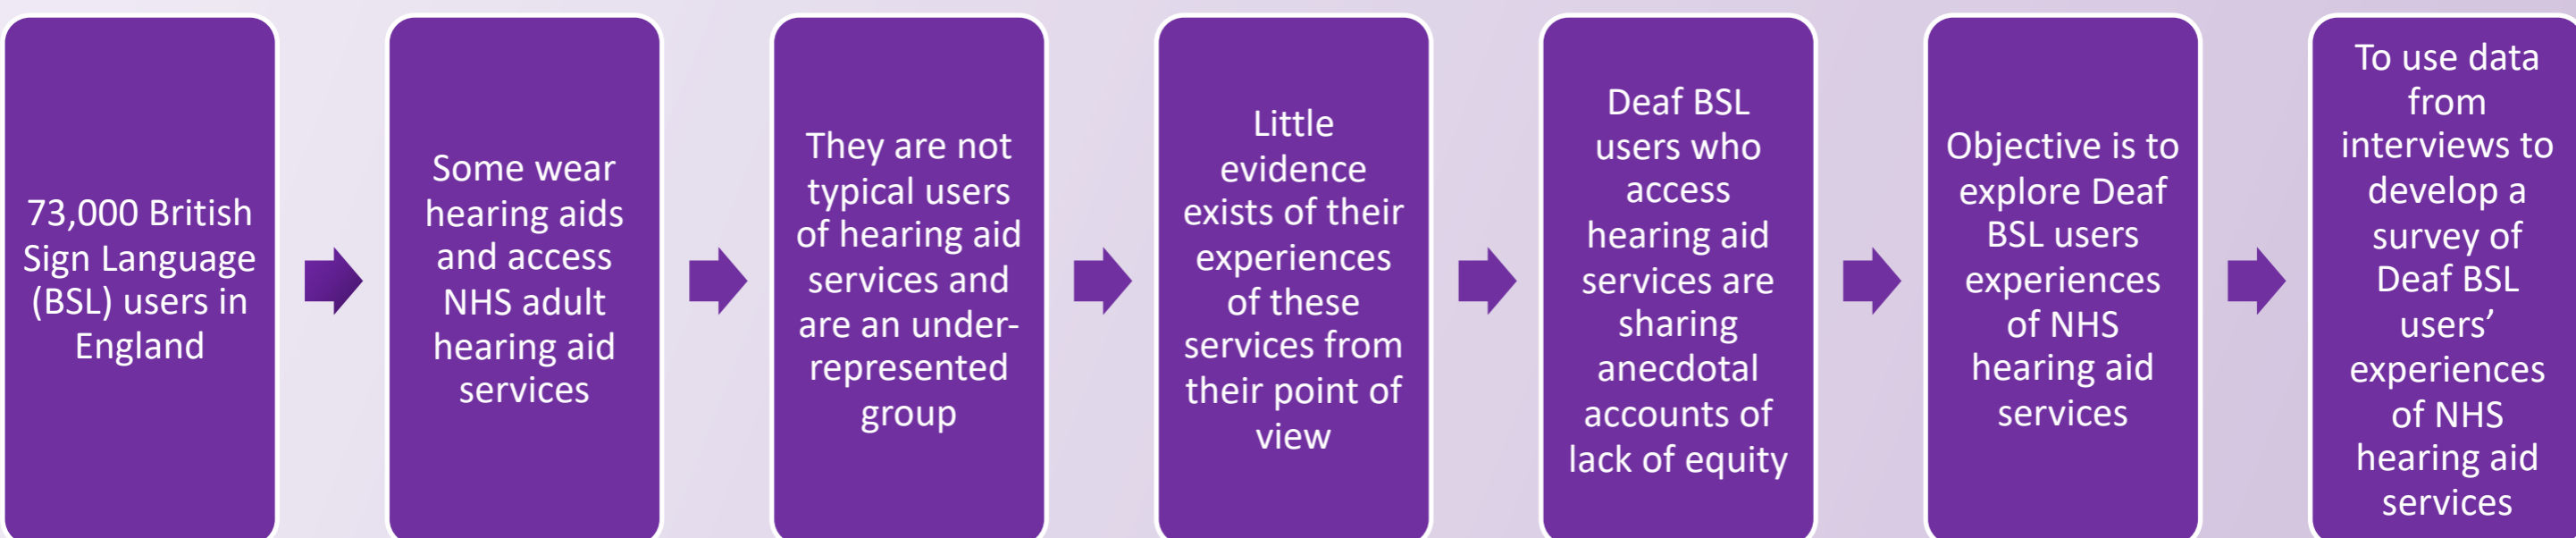 73,000 British
Sign Language
(BSL) users in
England
Some wear
hearing aids
and access
NHS adult
hearing aid
services
They are not
typical users
of hearing aid
services and
are an under-
represented
group
Little
evidence
exists of their
experiences
of these
services from
their point of
view
Deaf BSL
users who
access
hearing aid
services are
sharing
anecdotal
accounts of
lack of equity
Objective is to
explore Deaf
BSL users
experiences
of NHS
hearing aid
services
To use data
from
interviews to
develop a
survey of
Deaf BSL
users’
experiences
of NHS
hearing aid
services